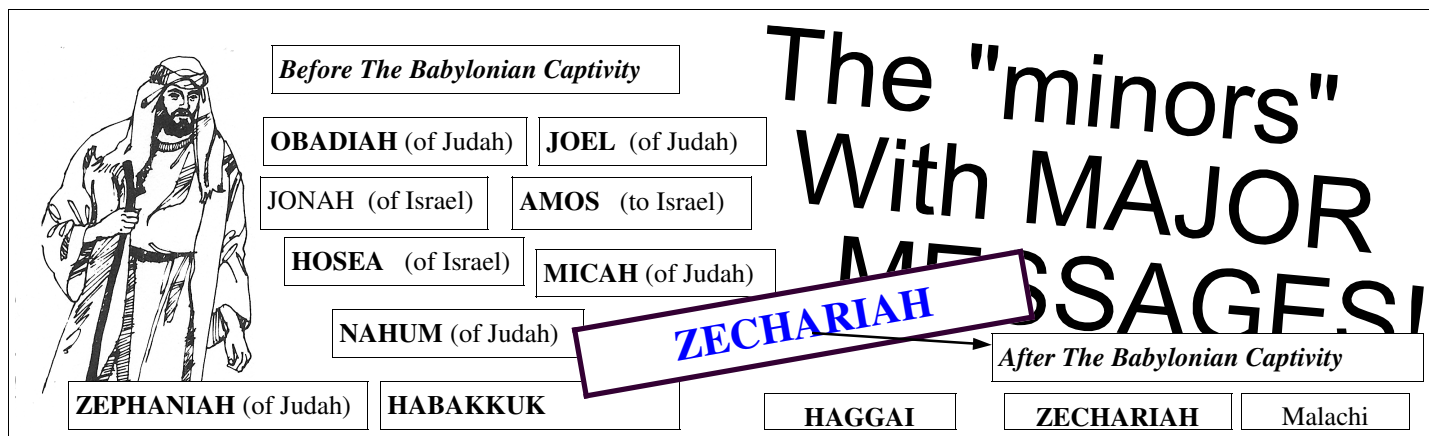 Before The Babylonian Captivity
OBADIAH (of Judah)
JOEL (of Judah)
JONAH (of Israel)
AMOS (to Israel)
HOSEA (of Israel)
MICAH (of Judah)
NAHUM (of Judah)
ZEPHANIAH (of Judah)
HABAKKUK
The "minors"
With MAJOR
MESSAGES!
ZECHARIAH
After The Babylonian Captivity
HAGGAI
ZECHARIAH
Malachi